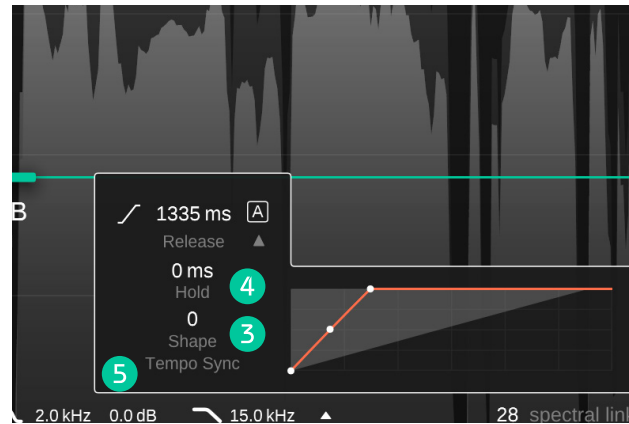 B
1335 ms A
Release
0 ms
Hold 4
0
Shape 3
Tempo Sync
5
2.0 kHz 0.0 dB 15.0 kHz 28 spectral link